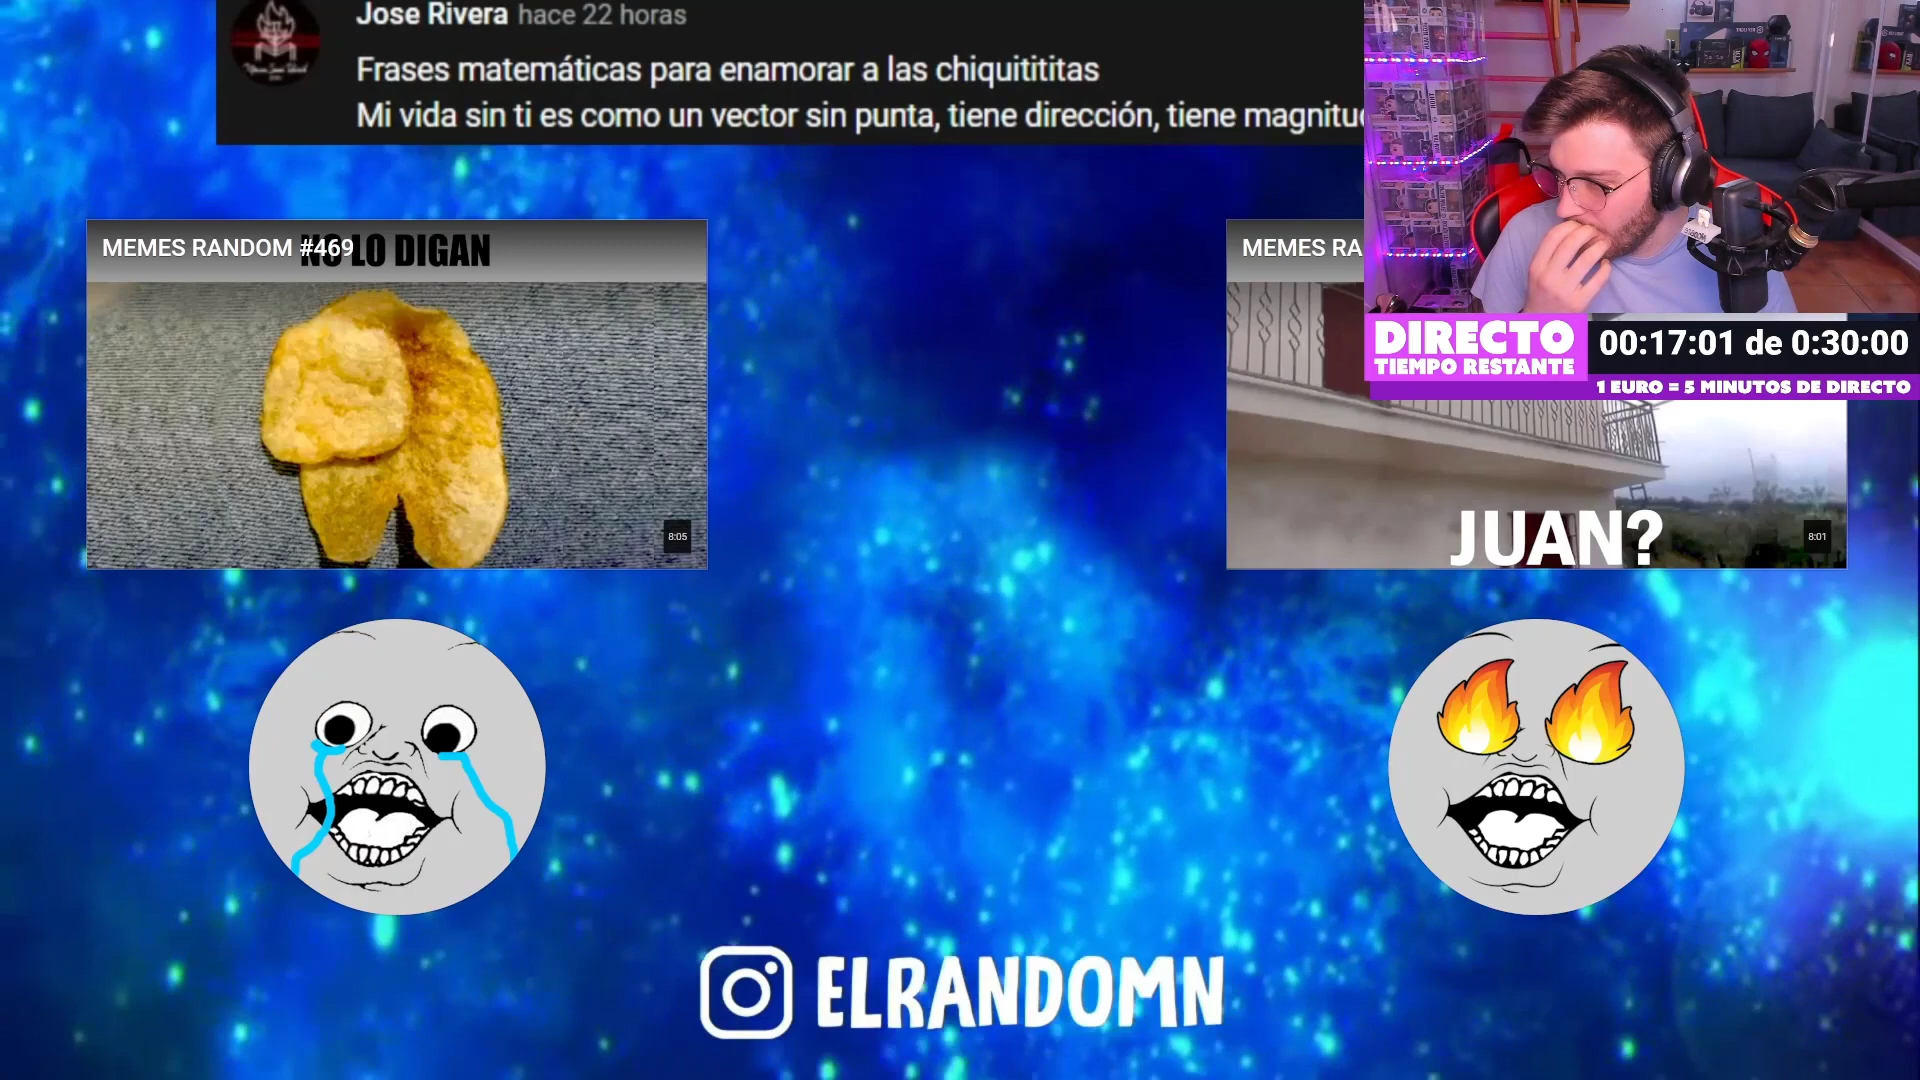 Jose Rivera hace 22 horas
Frases matemáticas para enamorar a las chiquitititas
Mi vida sin ti es como un vector sin punta, tiene dirección, tiene magnitu
MEMES RANDOM #469
NO LO DIGAN
8:05
MEMES RA
JUAN?
8:01
DIRECTO
TIEMPO RESTANTE
00:17:01 de 0:30:00
1 EURO = 5 MINUTOS DE DIRECTO
ELRANDOMN